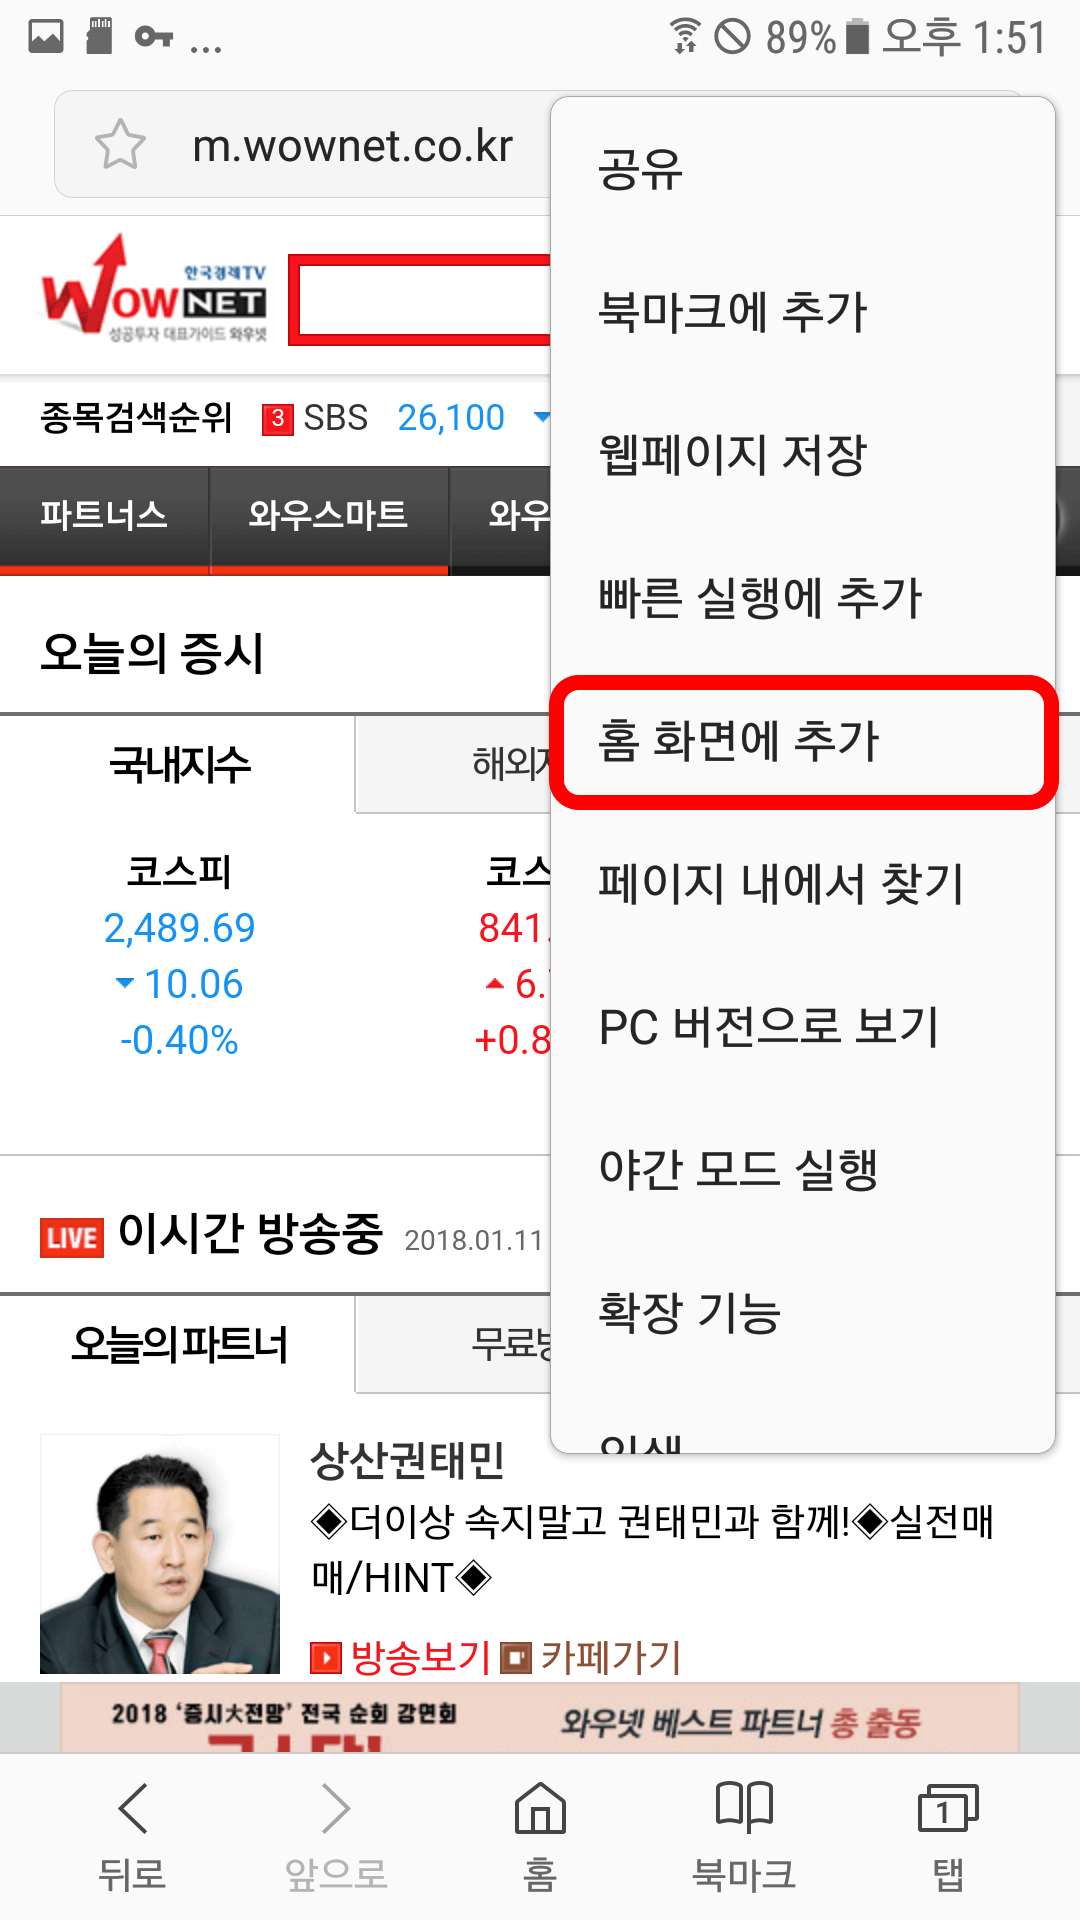 ... 89% 오후 1:51
m.wownet.co.kr
한국경제TV
WOWNET
성공투자 대표가이드 와우넷
종목검색순위 3 SBS 26,100
파트너스 와우스마트 와우
오늘의 증시
국내지수 해외
코스피
2,489.69
10.06
-0.40%
코스
841.
6.
+0.8
LIVE 이시간 방송중 2018.01.11
오늘의파트너 무료방
상산권태민
◈더이상 속지말고 권태민과 함께!◈실전매
매/HINT◈
방송보기 카페가기
2018 '증시大전망' 전국 순회 강연회
와우넷 베스트 파트너 총 출동
공유
북마크에 추가
웹페이지 저장
빠른 실행에 추가
홈 화면에 추가
페이지 내에서 찾기
PC 버전으로 보기
야간 모드 실행
확장 기능
인쇄
뒤로 앞으로 홈 북마크 1 탭